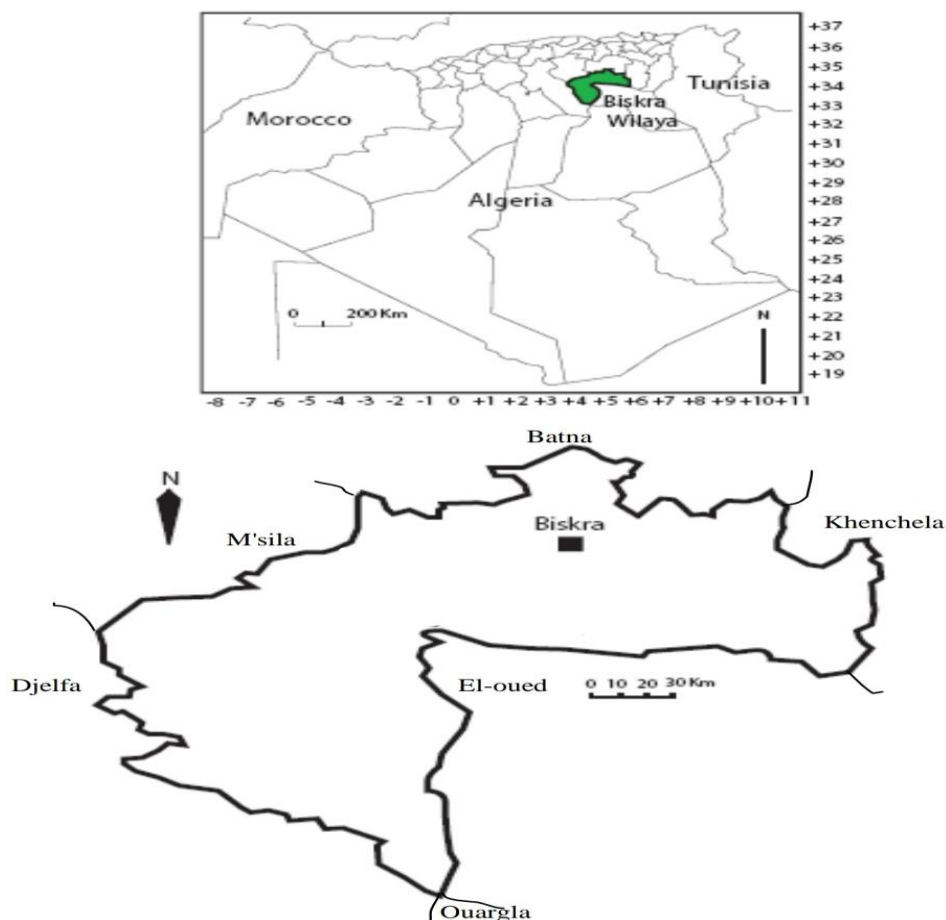 +37
+36
+35
+34
+33
+32
+31
+30
+29
+28
+27
+26
+25
+24
+23
+22
+21
+20
+19
Tunisia
Biskra
Wilaya
Morocco
Algeria
0 200 Km
N
-8 -7 -6 -5 -4 -3 -2 -1 0 +1 +2 +3 +4 +5 +6 +7 +8 +9 +10 +11
Batna
N
Biskra
Khenchela
M'sila
Djelfa
El-oued
0 10 20 30 Km
Ouargla